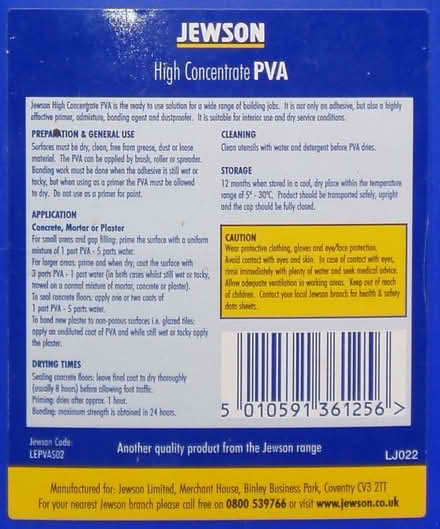 JEWSON
High Concentrate PVA
Jewson High Concentrate PVA is the ready to use solution for a wide range of building jobs. It is not only an adhesive, but also a highly
effective primer, admixture, bonding agent and dustproofer. It is suitable for interior use and dry service conditions.
PREPARATION & GENERAL USE
Surfaces must be dry, clean, free from grease, dust or loose
material. The PVA can be applied by brush, roller or spreader.
Bonding work must be done when the adhesive is still wet or
tacky, but when using as a primer the PVA must be allowed
to dry. Do not use as a primer for paint.
APPLICATION
Concrete, Mortar or Plaster
For small areas and gap filling: prime the surface with a uniform
mixture of 1 part PVA - 5 parts water.
For larger areas: prime and when dry, coat the surface with
3 parts PVA - 1 part water (in both cases whilst still wet or tacky,
trowel on a normal mixture of mortar, concrete or plaster).
To seal concrete floors: apply one or two coats of
1 part PVA - 5 parts water.
To bond new plaster to non-porous surfaces i.e. glazed tiles:
apply an undiluted coat of PVA and while still wet or tacky apply
the plaster.
DRYING TIMES
Sealing concrete floors: leave final coat to dry thoroughly
(usually 8 hours) before allowing foot traffic.
Priming: dries after approx. 1 hour.
Bonding: maximum strength is obtained in 24 hours.
CLEANING
Clean utensils with water and detergent before PVA dries.
STORAGE
12 months when stored in a cool, dry place within the temperature
range of 5° - 30°C. Product should be transported safely, upright
and the cap should be fully closed.
CAUTION
Wear protective clothing, gloves and eye/face protection.
Avoid contact with eyes and skin. In case of contact with eyes,
rinse immediately with plenty of water and seek medical advice.
Allow adequate ventilation in working areas. Keep out of reach
of children. Contact your local Jewson branch for health & safety
data sheets.
5 010591 361256 >
Jewson Code:
LEPVAS02
Another quality product from the Jewson range
LJ022
Manufactured for: Jewson Limited, Merchant House, Binley Business Park, Coventry CV3 2TT
For your nearest Jewson branch please call free on 0800 539766 or visit www.jewson.co.uk